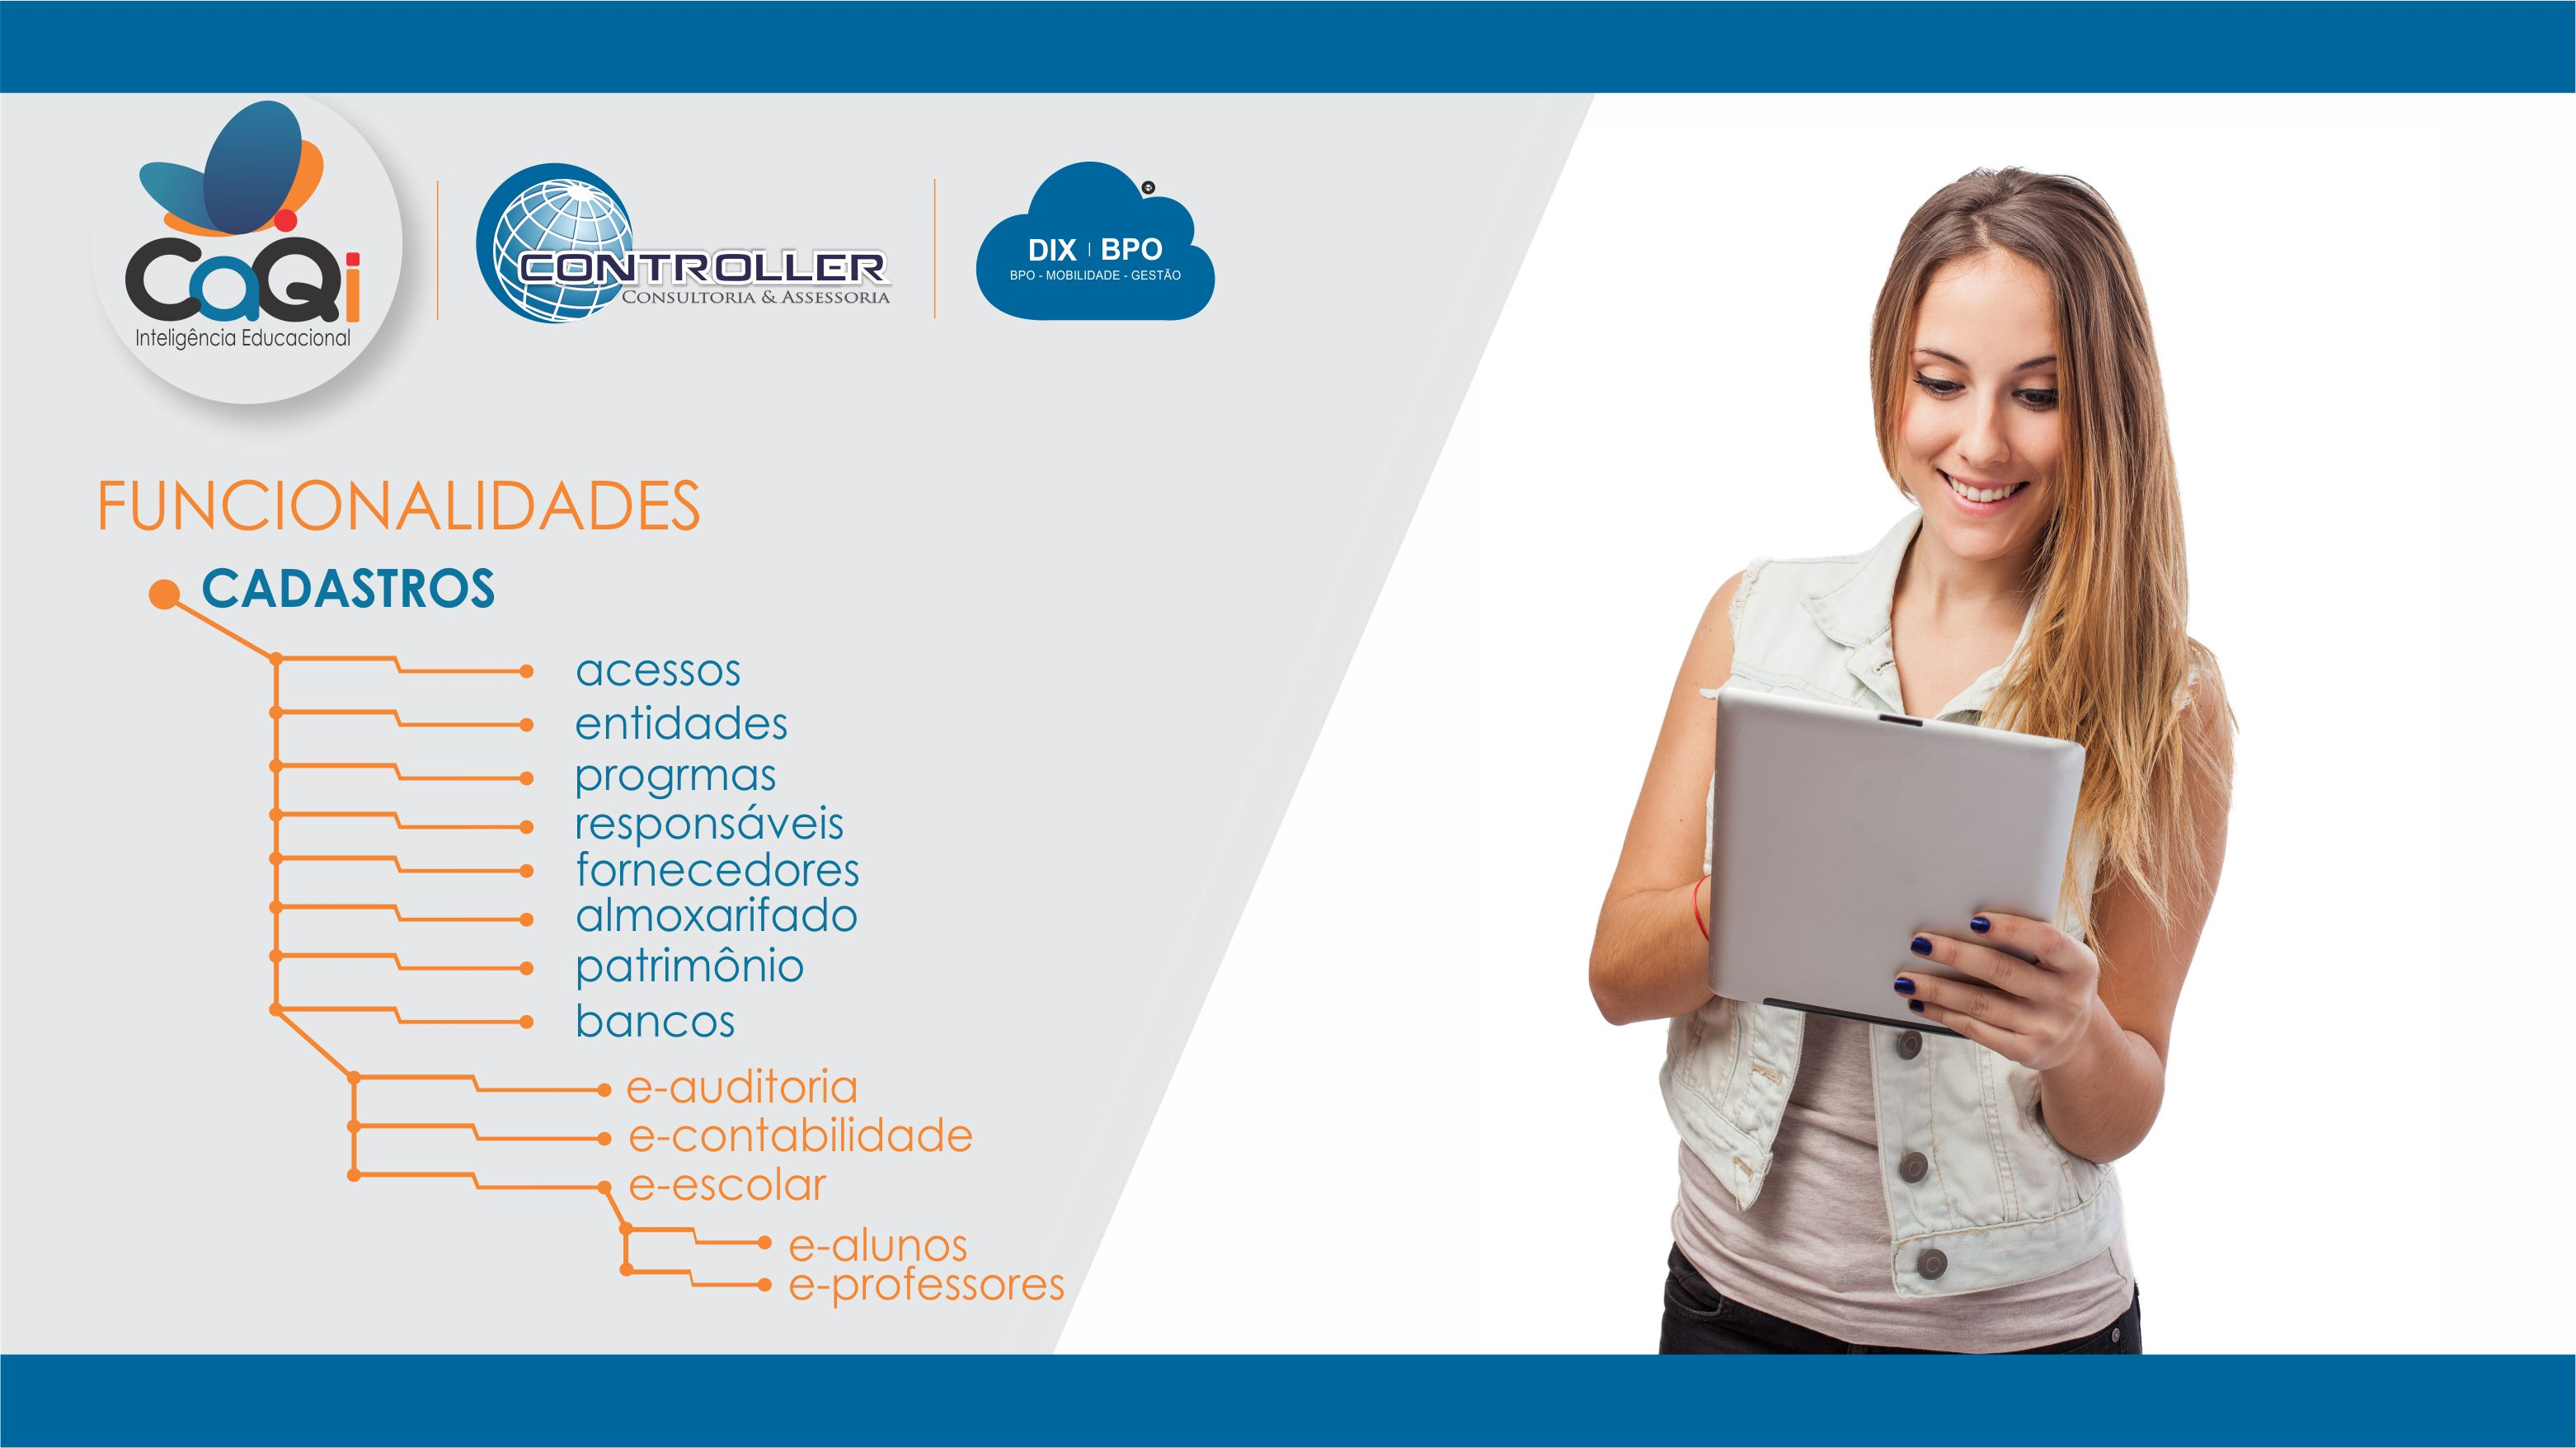 CaQi
Inteligência Educacional
CONTROLLER
CONSULTORIA & ASSESSORIA
DIX | BPO
BPO - MOBILIDADE - GESTÃO
FUNCIONALIDADES
CADASTROS
acessos
entidades
progrmas
responsáveis
fornecedores
almoxarifado
patrimônio
bancos
e-auditoria
e-contabilidade
e-escolar
e-alunos
e-professores